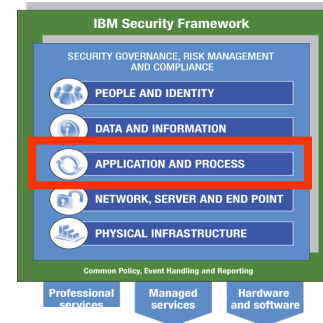 IBM Security Framework
SECURITY GOVERNANCE, RISK MANAGEMENT
AND COMPLIANCE
PEOPLE AND IDENTITY
DATA AND INFORMATION
APPLICATION AND PROCESS
NETWORK, SERVER AND END POINT
PHYSICAL INFRASTRUCTURE
Common Policy, Event Handling and Reporting
Professional
services
Managed
services
Hardware
and software